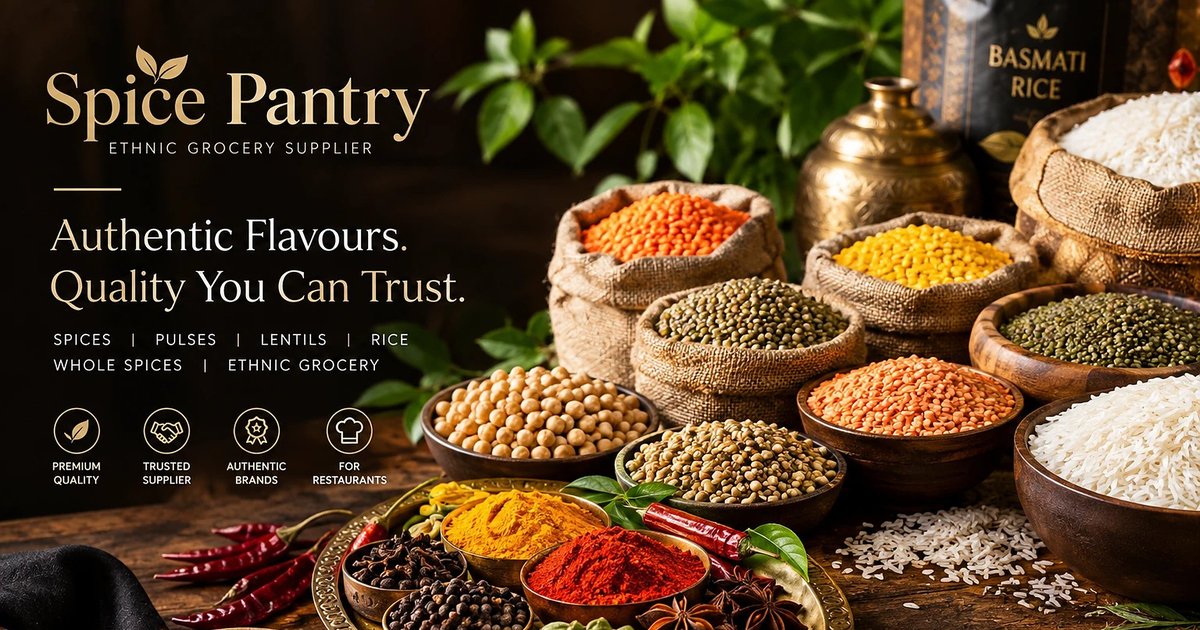 Spice Pantry
ETHNIC GROCERY SUPPLIER
Authentic Flavours.
Quality You Can Trust.
SPICES | PULSES | LENTILS | RICE
WHOLE SPICES | ETHNIC GROCERY
PREMIUM QUALITY
TRUSTED SUPPLIER
AUTHENTIC BRANDS
FOR RESTAURANTS
BASMATI
RICE